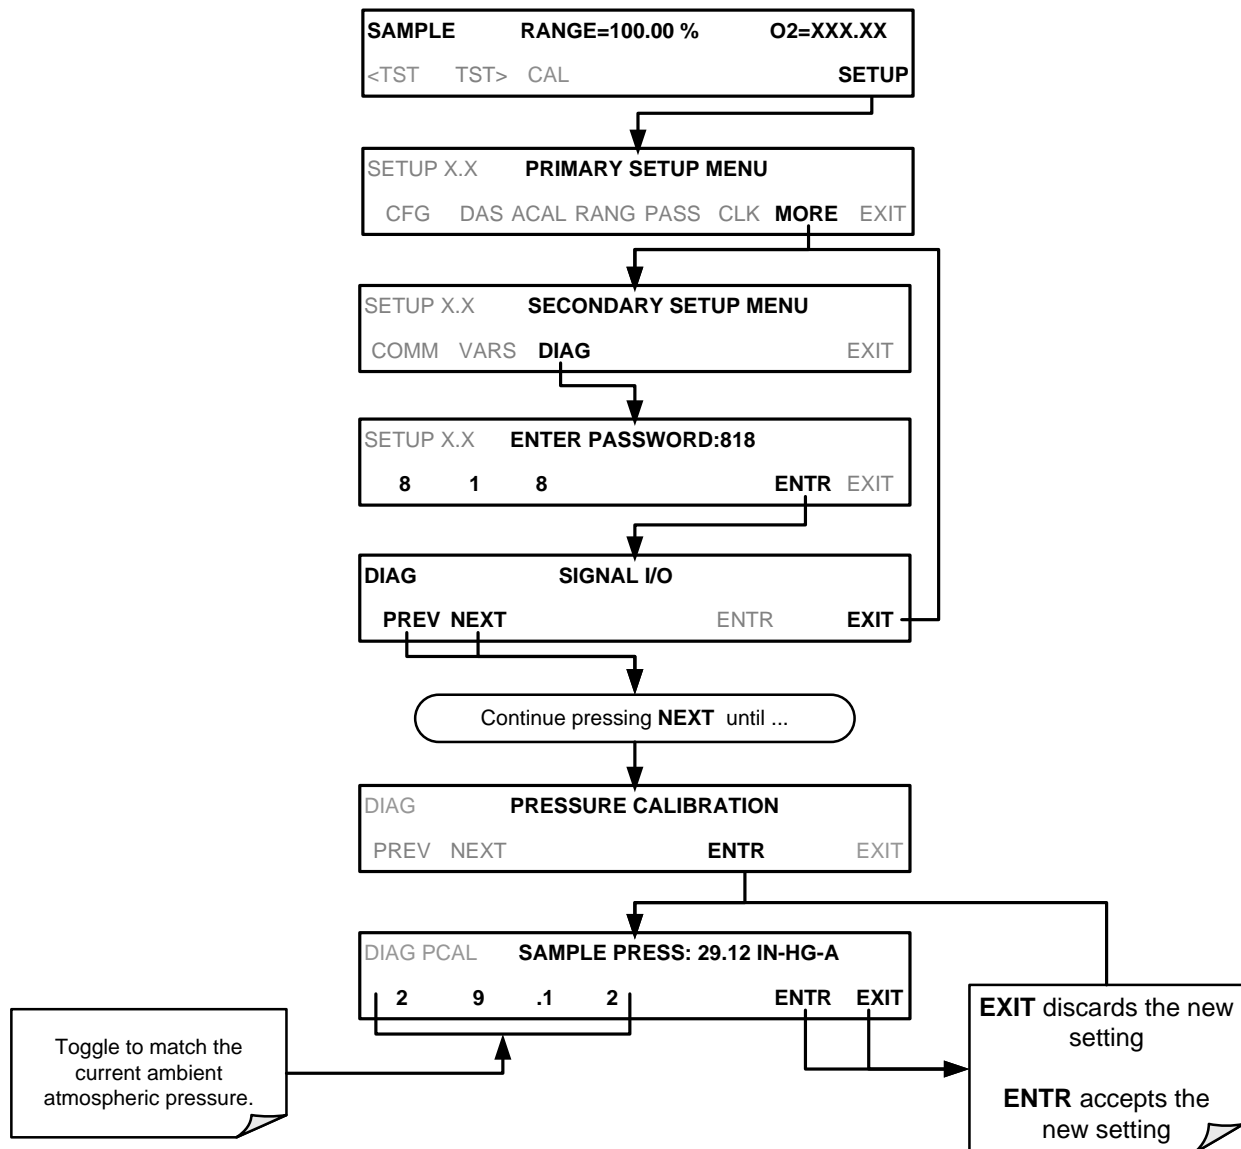 SAMPLE RANGE=100.00 % O2=XXX.XX
<TST TST> CAL SETUP
SETUP X.X PRIMARY SETUP MENU
CFG DAS ACAL RANG PASS CLK MORE EXIT
SETUP X.X SECONDARY SETUP MENU
COMM VARS DIAG EXIT
SETUP X.X ENTER PASSWORD:818
8 1 8 ENTR EXIT
DIAG SIGNAL I/O
PREV NEXT ENTR EXIT
Continue pressing NEXT until ...
DIAG PRESSURE CALIBRATION
PREV NEXT ENTR EXIT
DIAG PCAL SAMPLE PRESS: 29.12 IN-HG-A
2 9 .1 2 ENTR EXIT
Toggle to match the
current ambient
atmospheric pressure.
EXIT discards the new
setting
ENTR accepts the
new setting